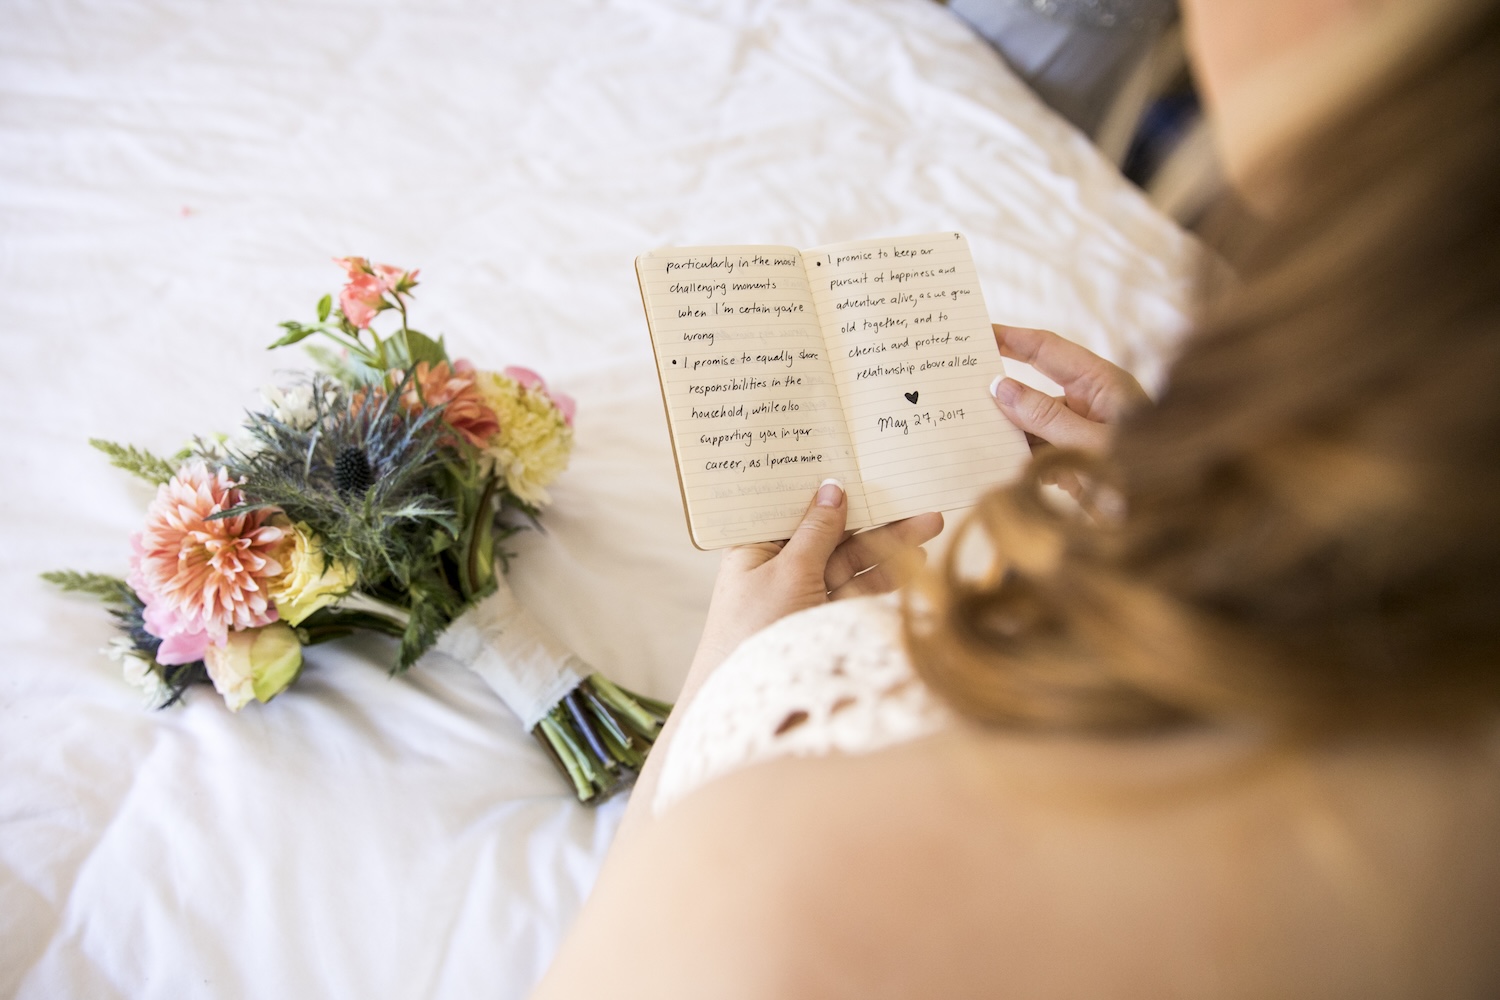 particularly in the most
challenging moments
when I'm certain you're
wrong
• I promise to equally share
responsibilities in the
household, while also
supporting you in your
career, as I pursue mine
7
• I promise to keep our
pursuit of happiness and
adventure alive, as we grow
old together, and to
cherish and protect our
relationship above all else
♥
May 27, 2017